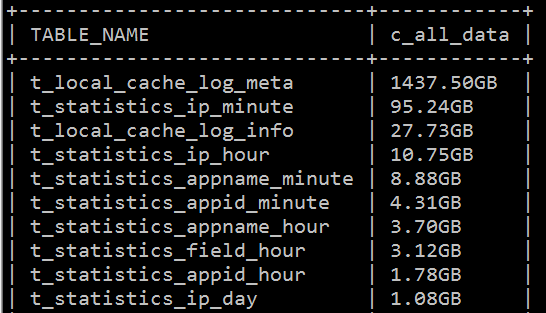 +------------------------------+------------+
| TABLE_NAME                   | c_all_data |
+------------------------------+------------+
| t_local_cache_log_meta       | 1437.50GB  |
| t_statistics_ip_minute       | 95.24GB    |
| t_local_cache_log_info       | 27.73GB    |
| t_statistics_ip_hour         | 10.75GB    |
| t_statistics_appname_minute  | 8.88GB     |
| t_statistics_appid_minute    | 4.31GB     |
| t_statistics_appname_hour    | 3.70GB     |
| t_statistics_field_hour      | 3.12GB     |
| t_statistics_appid_hour      | 1.78GB     |
| t_statistics_ip_day          | 1.08GB     |